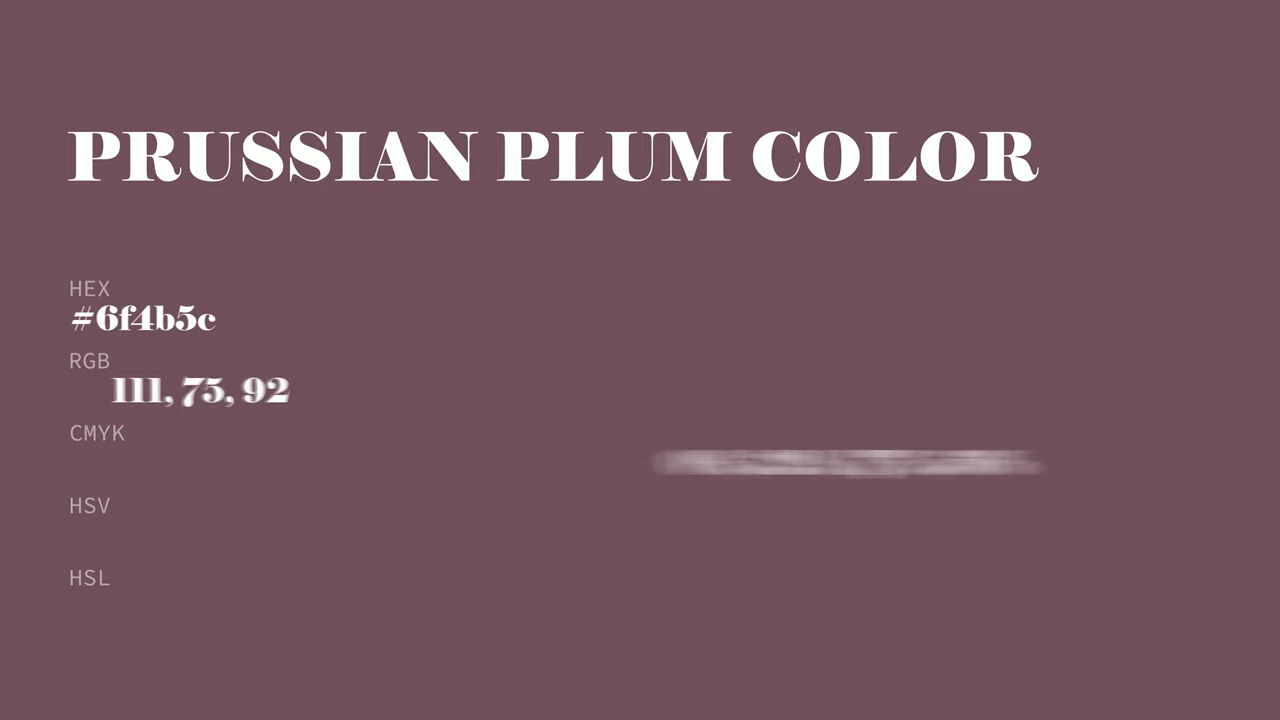 PRUSSIAN PLUM COLOR
HEX
#6f4b5c
RGB
111, 75, 92
CMYK
HSV
HSL